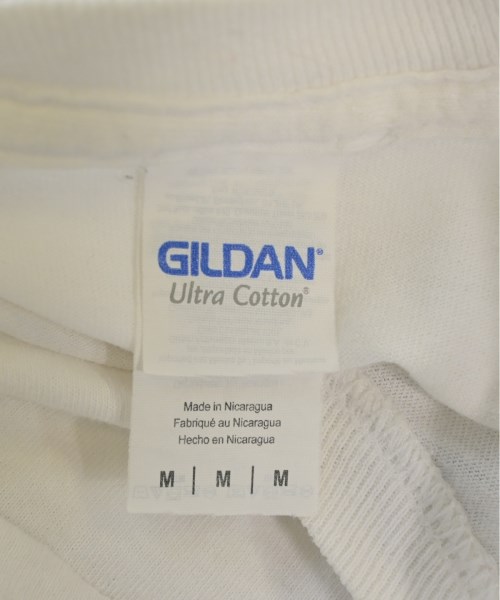 GILDAN®
Ultra Cotton®
Made in Nicaragua
Fabriqué au Nicaragua
Hecho en Nicaragua
M | M | M